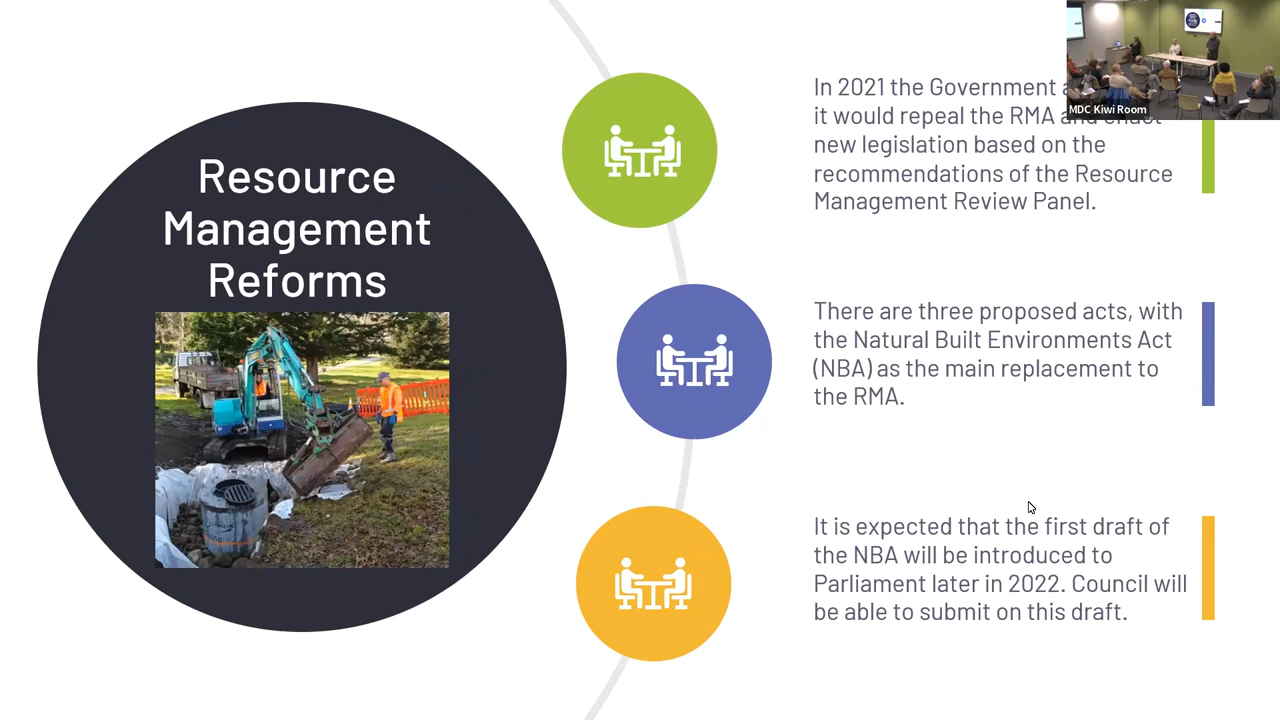 Resource
Management
Reforms
In 2021 the Government
it would repeal the RMA and enact
new legislation based on the
recommendations of the Resource
Management Review Panel.
MDC Kiwi Room
There are three proposed acts, with
the Natural Built Environments Act
(NBA) as the main replacement to
the RMA.
It is expected that the first draft of
the NBA will be introduced to
Parliament later in 2022. Council will
be able to submit on this draft.